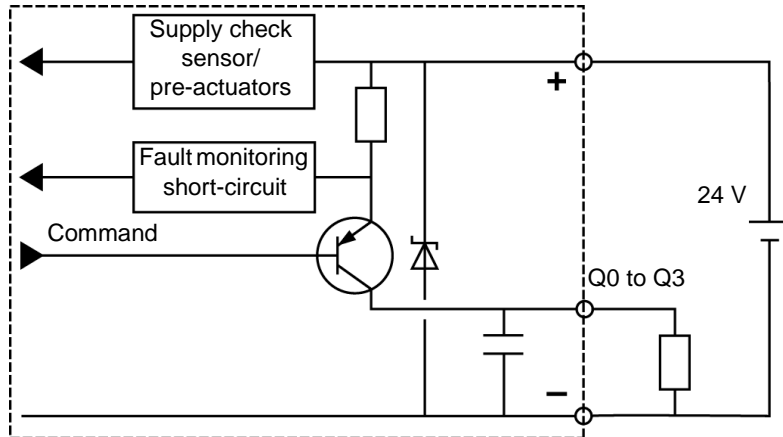 Supply check
sensor/
pre-actuators
+
Fault monitoring
short-circuit
24 V
Command
Q0 to Q3
−